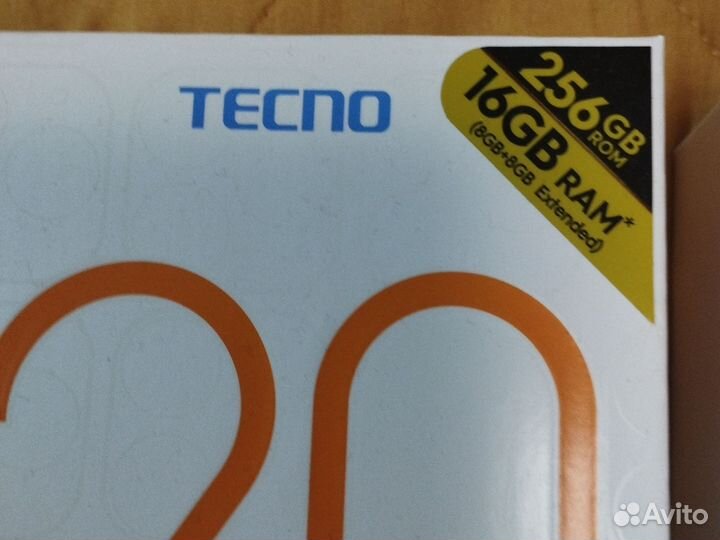 TECNO
256GB
ROM
16GB RAM*
(8GB+8GB Extended)
20
Avito